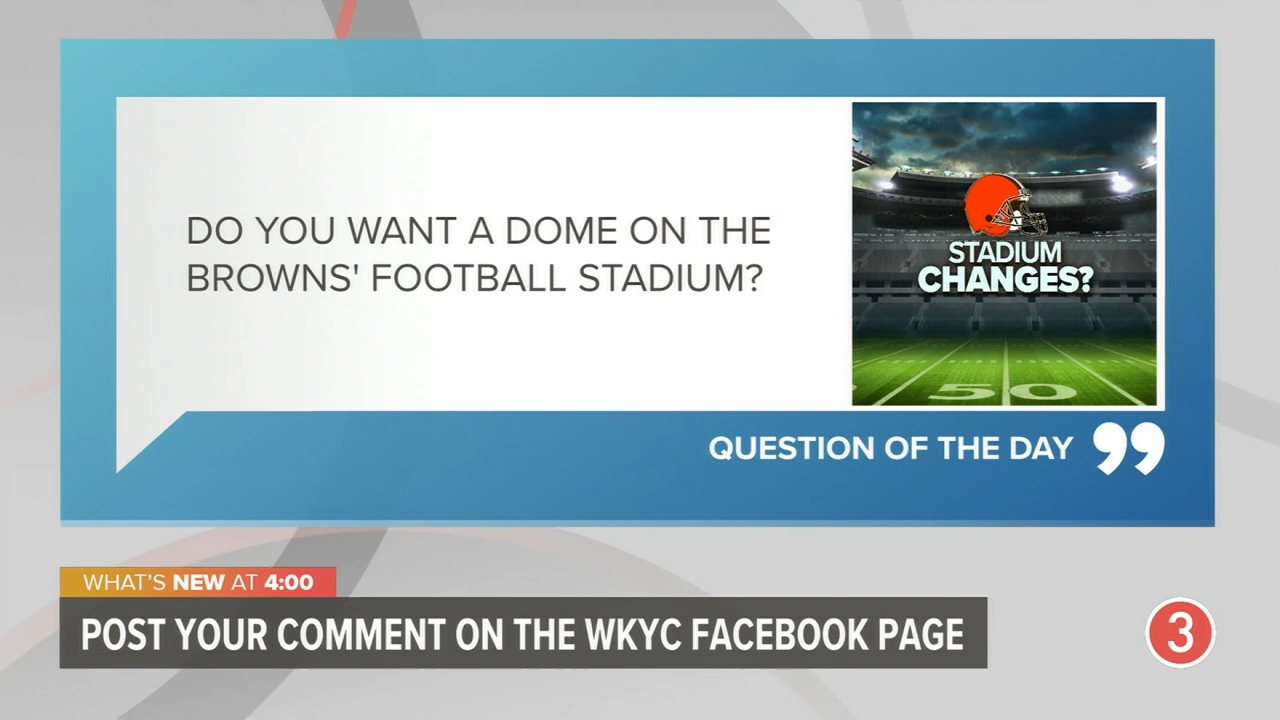 DO YOU WANT A DOME ON THE
BROWNS' FOOTBALL STADIUM?
STADIUM
CHANGES?
50
QUESTION OF THE DAY ”
WHAT'S NEW AT 4:00
POST YOUR COMMENT ON THE WKYC FACEBOOK PAGE
3